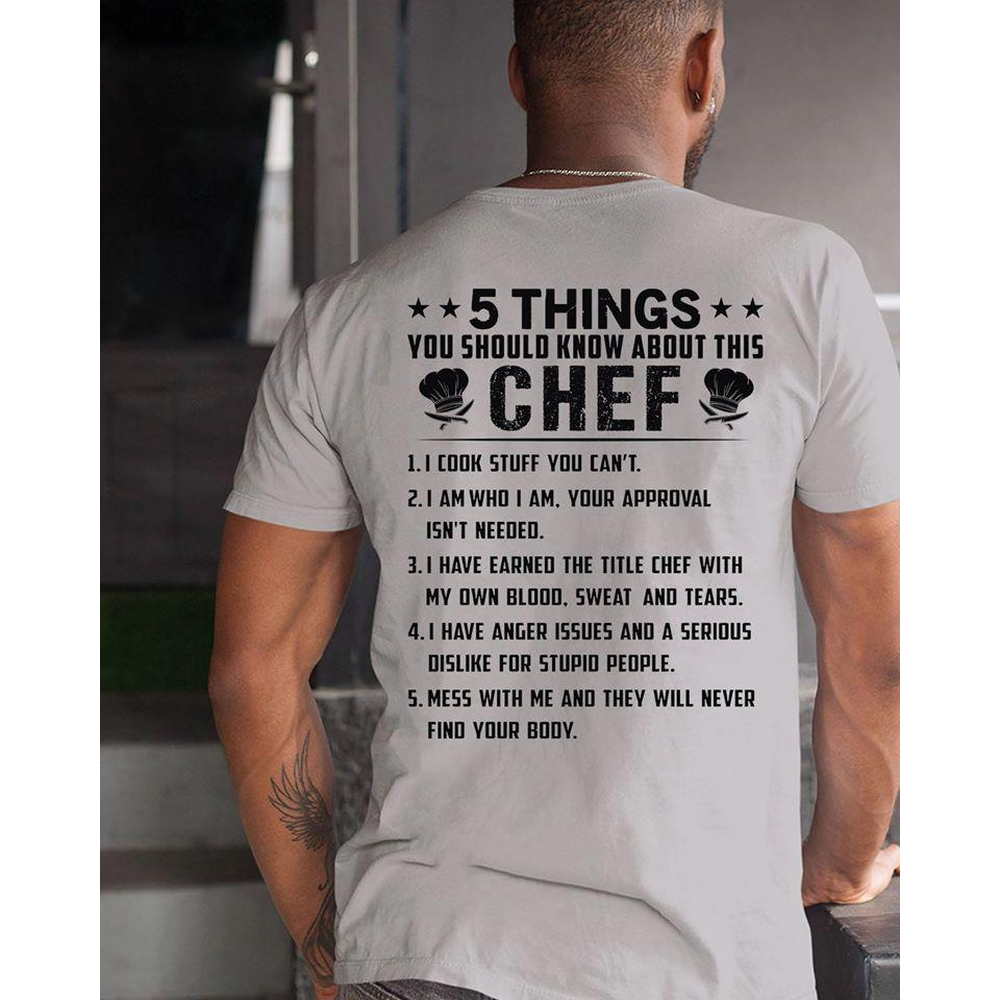 5 THINGS
YOU SHOULD KNOW ABOUT THIS
CHEF
1. I COOK STUFF YOU CAN'T.
2. I AM WHO I AM, YOUR APPROVAL
ISN'T NEEDED.
3. I HAVE EARNED THE TITLE CHEF WITH
MY OWN BLOOD, SWEAT AND TEARS.
4. I HAVE ANGER ISSUES AND A SERIOUS
DISLIKE FOR STUPID PEOPLE.
5. MESS WITH ME AND THEY WILL NEVER
FIND YOUR BODY.